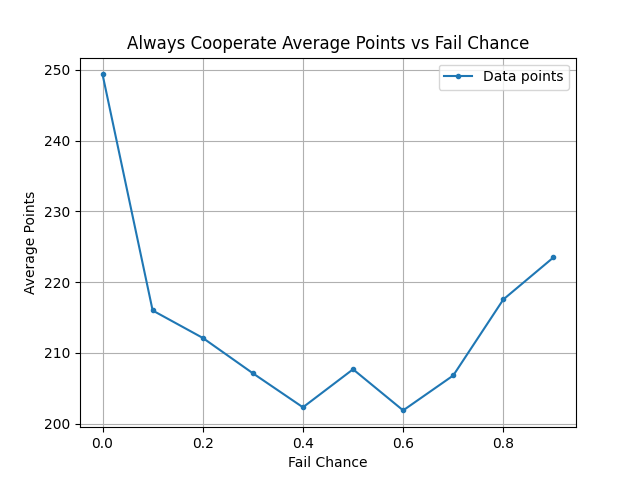 Always Cooperate Average Points vs Fail Chance
Data points
Average Points
250
240
230
220
210
200
0.0 0.2 0.4 0.6 0.8
Fail Chance